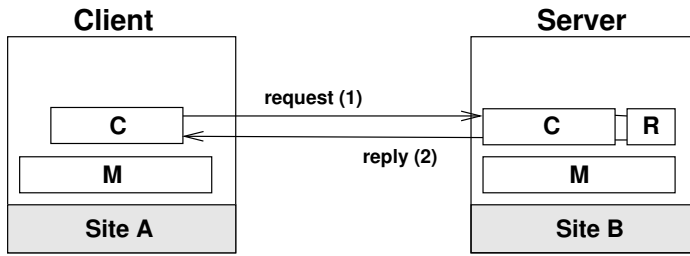 Client
Server
request (1)
C
C
R
reply (2)
M
M
Site A
Site B